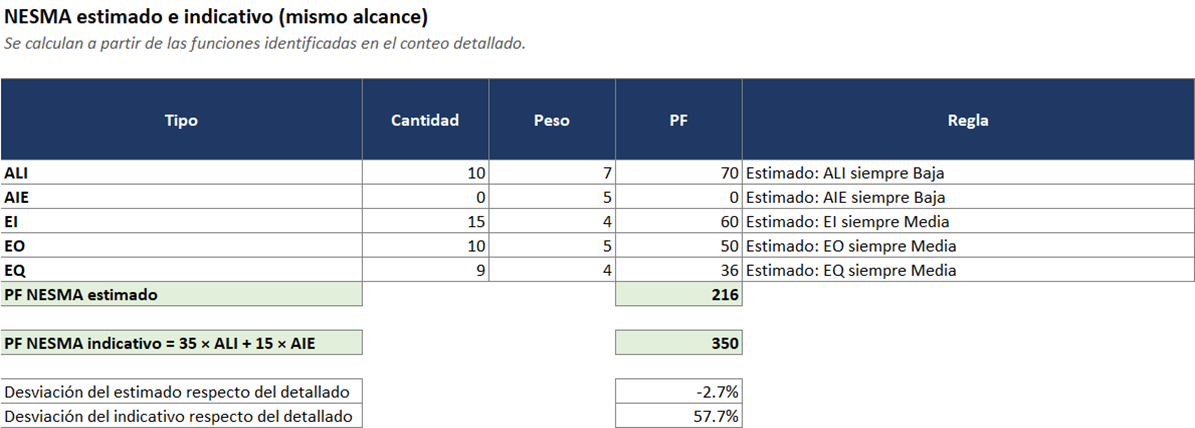 NESMA estimado e indicativo (mismo alcance)
Se calculan a partir de las funciones identificadas en el conteo detallado.
Tipo Cantidad Peso PF Regla
ALI 10 7 70 Estimado: ALI siempre Baja
AIE 0 5 0 Estimado: AIE siempre Baja
EI 15 4 60 Estimado: EI siempre Media
EO 10 5 50 Estimado: EO siempre Media
EQ 9 4 36 Estimado: EQ siempre Media
PF NESMA estimado 216
PF NESMA indicativo = 35 × ALI + 15 × AIE 350
Desviación del estimado respecto del detallado -2.7%
Desviación del indicativo respecto del detallado 57.7%